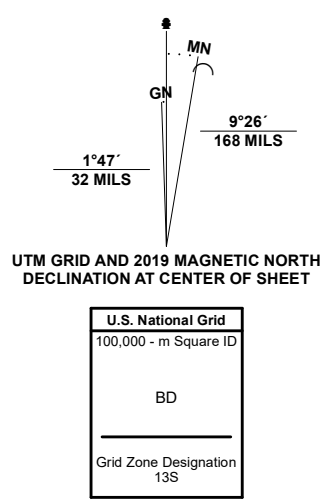 MN
GN
9°26´
168 MILS
1°47´
32 MILS
UTM GRID AND 2019 MAGNETIC NORTH
DECLINATION AT CENTER OF SHEET
U.S. National Grid
100,000 - m Square ID
BD
Grid Zone Designation
13S